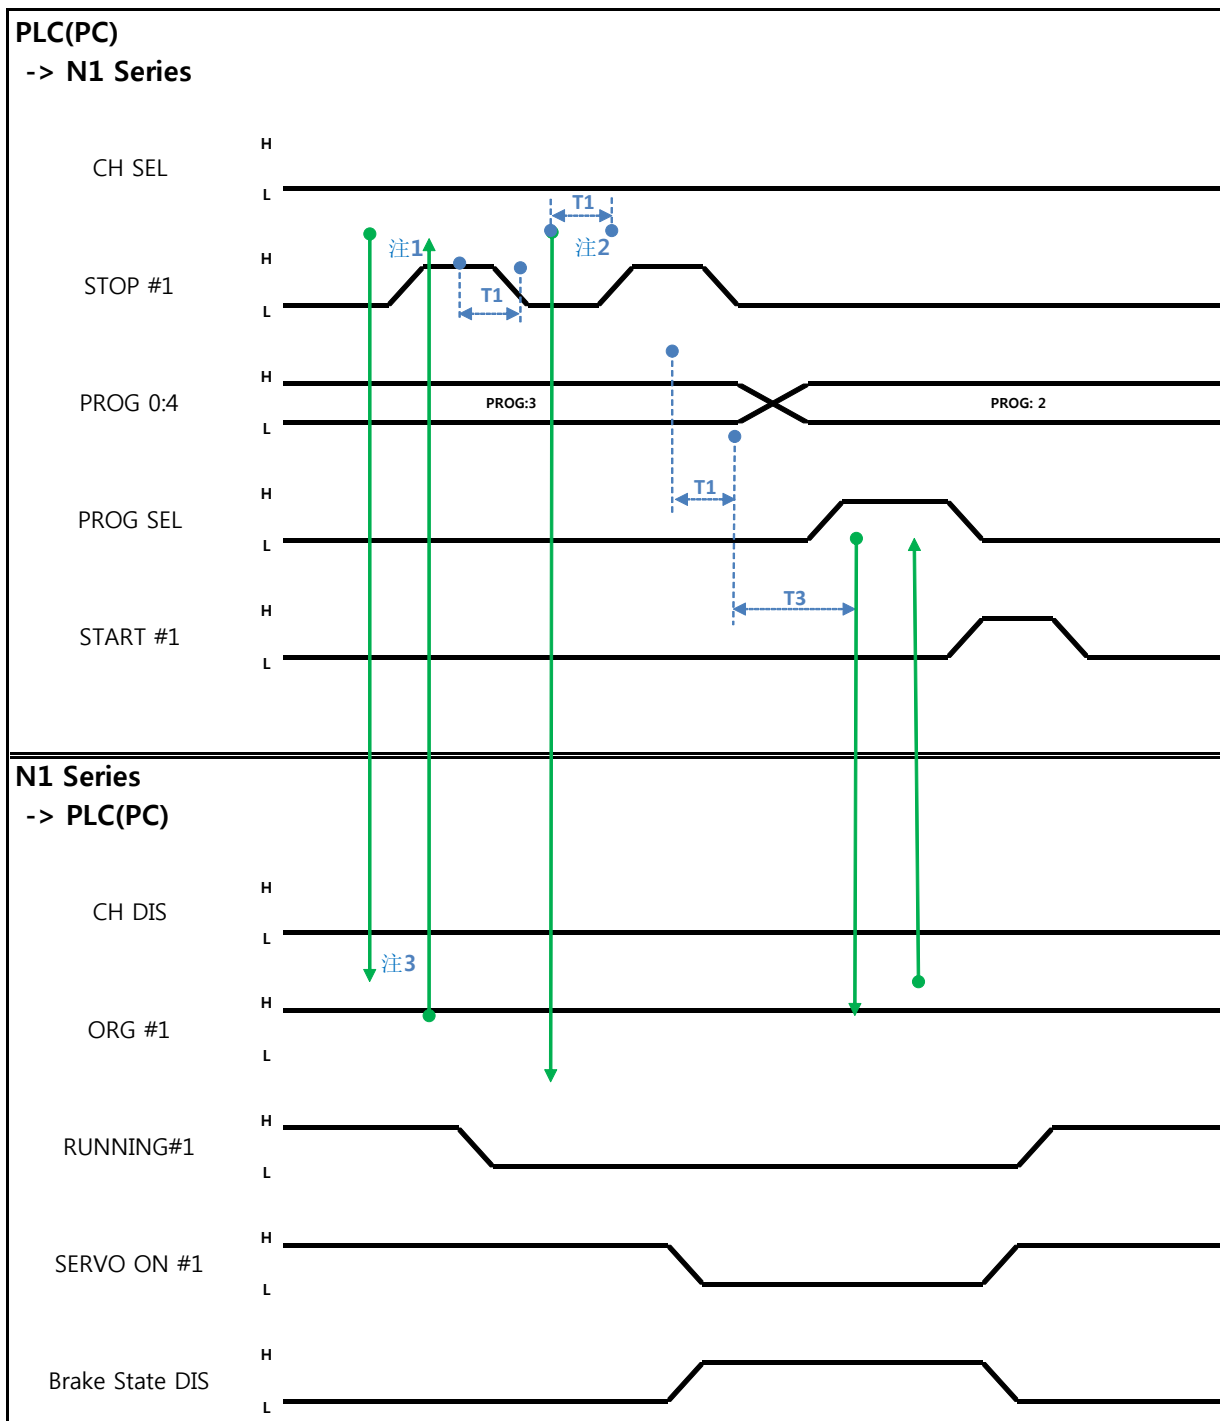 PLC(PC)
-> N1 Series
H
CH SEL
L
T1
注1
注2
H
STOP #1
T1
L
H
PROG 0:4
PROG:3
PROG: 2
L
T1
H
PROG SEL
L
T3
H
START #1
L
N1 Series
-> PLC(PC)
H
CH DIS
L
注3
H
ORG #1
L
H
RUNNING#1
L
H
SERVO ON #1
L
H
Brake State DIS
L